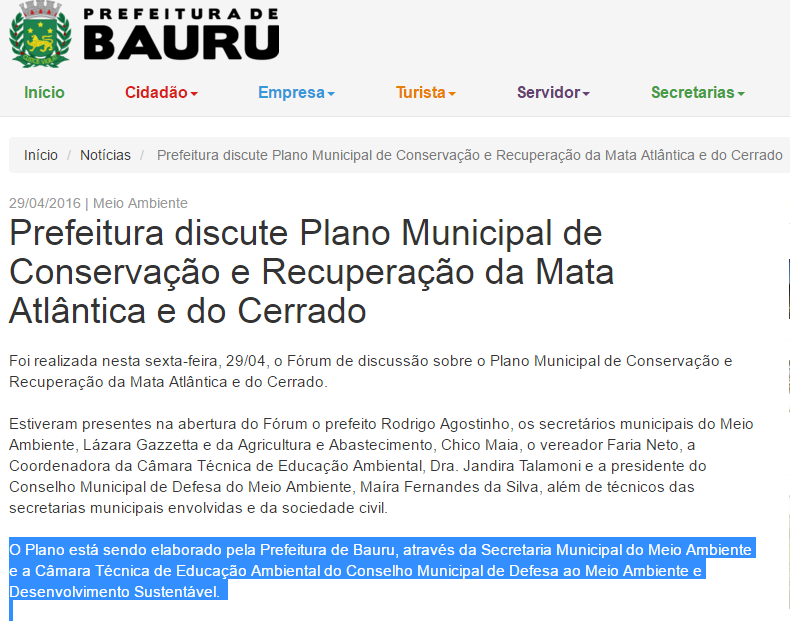 PREFEITURA DE
BAURU
Início Cidadão Empresa Turista Servidor Secretarias
Início / Notícias / Prefeitura discute Plano Municipal de Conservação e Recuperação da Mata Atlântica e do Cerrado
29/04/2016 | Meio Ambiente
Prefeitura discute Plano Municipal de
Conservação e Recuperação da Mata
Atlântica e do Cerrado
Foi realizada nesta sexta-feira, 29/04, o Fórum de discussão sobre o Plano Municipal de Conservação e
Recuperação da Mata Atlântica e do Cerrado.
Estiveram presentes na abertura do Fórum o prefeito Rodrigo Agostinho, os secretários municipais do Meio
Ambiente, Lázara Gazzetta e da Agricultura e Abastecimento, Chico Maia, o vereador Faria Neto, a
Coordenadora da Câmara Técnica de Educação Ambiental, Dra. Jandira Talamoni e a presidente do
Conselho Municipal de Defesa do Meio Ambiente, Maíra Fernandes da Silva, além de técnicos das
secretarias municipais envolvidas e da sociedade civil.
O Plano está sendo elaborado pela Prefeitura de Bauru, através da Secretaria Municipal do Meio Ambiente
e a Câmara Técnica de Educação Ambiental do Conselho Municipal de Defesa ao Meio Ambiente e
Desenvolvimento Sustentável.